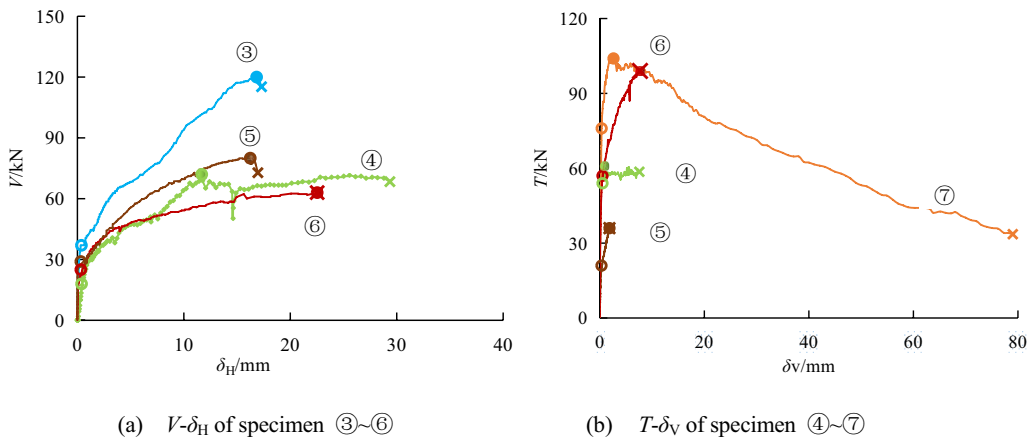 150
120
90
60
30
0
V/kN
③
⑤
④
⑥
0 10 20 30 40
δH/mm
(a) V-δH of specimen ③~⑥
120
90
60
30
0
T/kN
⑥
④
⑤
⑦
0 20 40 60 80
δv/mm
(b) T-δV of specimen ④~⑦